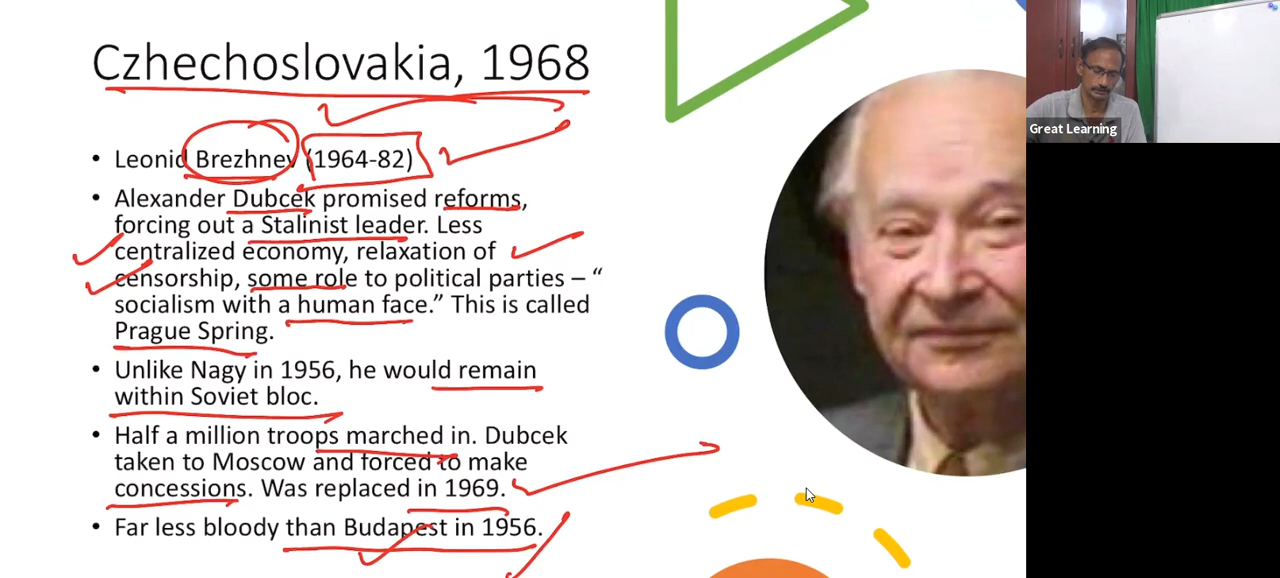 Czhechoslovakia, 1968
• Leonid Brezhnev (1964-82)
• Alexander Dubcek promised reforms,
forcing out a Stalinist leader. Less
centralized economy, relaxation of
censorship, some role to political parties – “
socialism with a human face.” This is called
Prague Spring.
• Unlike Nagy in 1956, he would remain
within Soviet bloc.
• Half a million troops marched in. Dubcek
taken to Moscow and forced to make
concessions. Was replaced in 1969.
• Far less bloody than Budapest in 1956.
Great Learning